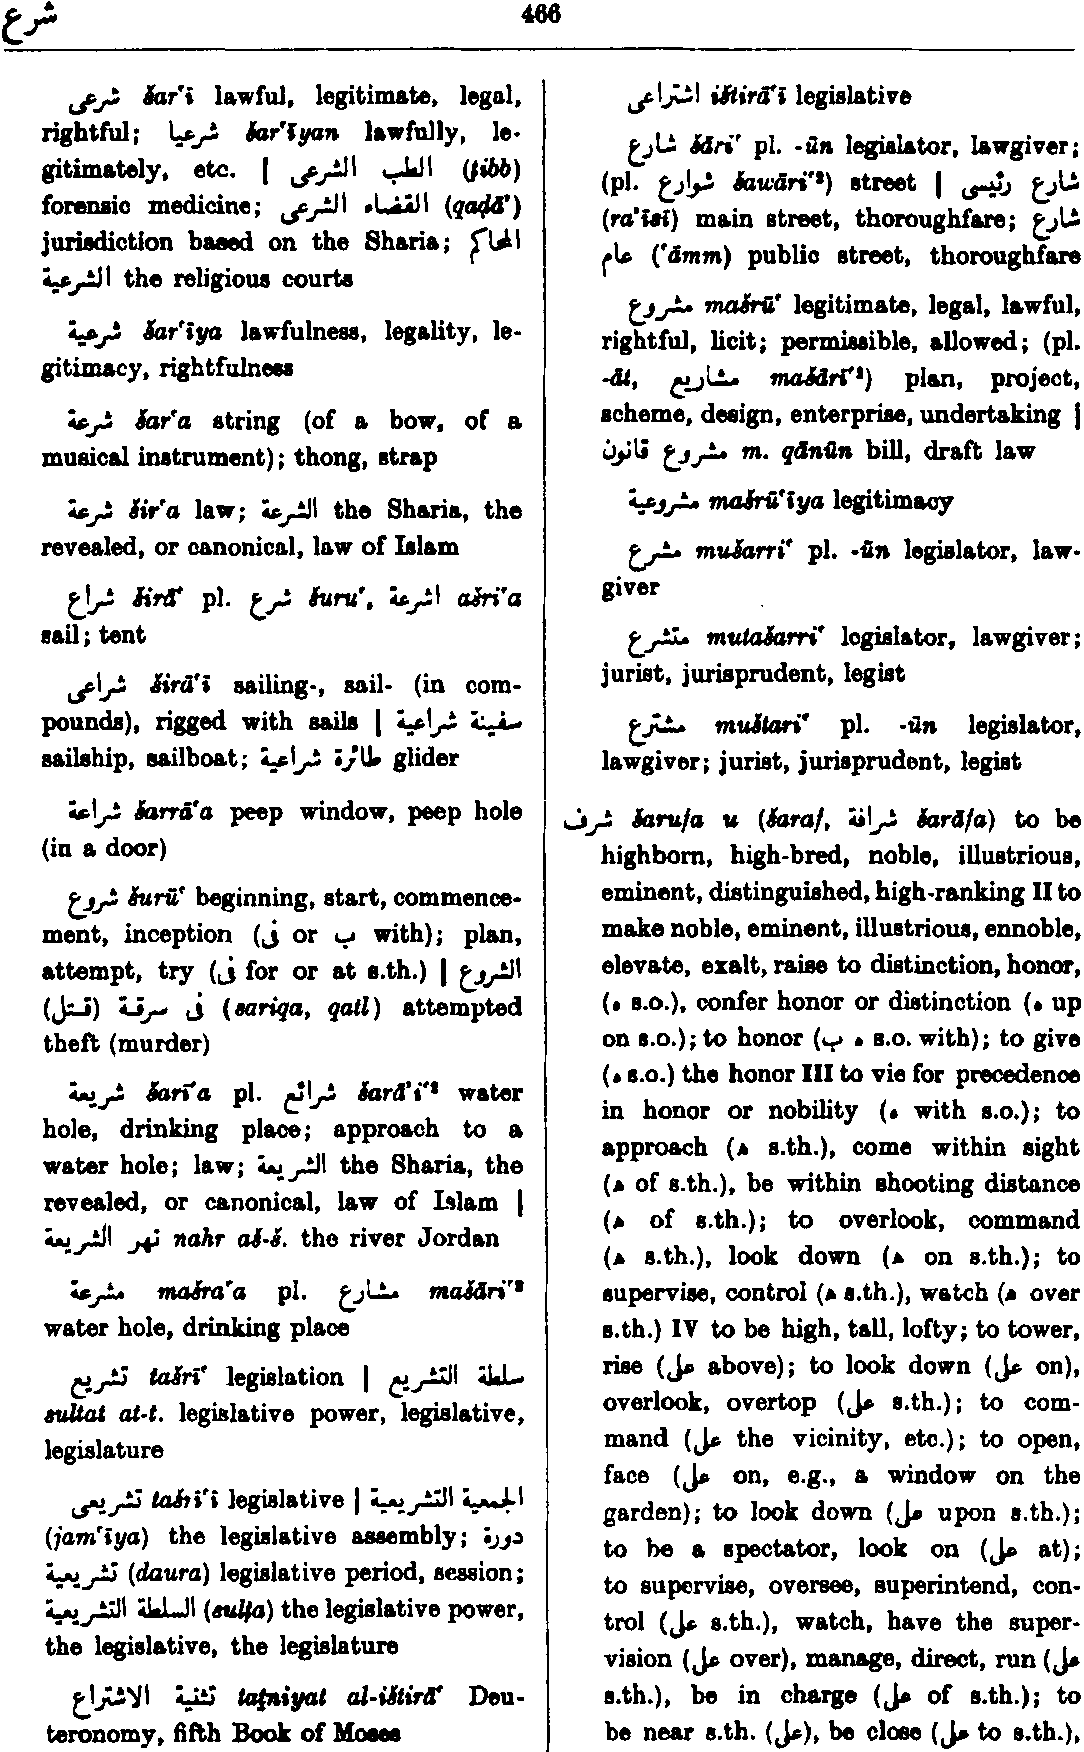 شرع 466
شرعى šar‘ī lawful, legitimate, legal,
rightful; شرعيا šar‘īyan lawfully, le-
gitimately, etc. | الطب الشرعى (ṭibb)
forensic medicine; القضاء الشرعى (qaḍā’)
jurisdiction based on the Sharia; المحاكم
الشرعية the religious courts
شرعية šar‘īya lawfulness, legality, le-
gitimacy, rightfulness
شرعة šar‘a string (of a bow, of a
musical instrument); thong, strap
شرعة šir‘a law; الشرعة the Sharia, the
revealed, or canonical, law of Islam
شراع širā‘ pl. شرع šuru‘, اشرعة ašri‘a
sail; tent
شراعى širā‘ī sailing-, sail- (in com-
pounds), rigged with sails | سفينة شراعية
sailship, sailboat; طائرة شراعية glider
شراعة šarrā‘a peep window, peep hole
(in a door)
شروع šurū‘ beginning, start, commence-
ment, inception (فى or ب with); plan,
attempt, try (فى for or at s.th.) | الشروع
فى سرقة (قتل) (sariqa, qatl) attempted
theft (murder)
شريعة šarī‘a pl. شرائع šarā’i‘² water
hole, drinking place; approach to a
water hole; law; الشريعة the Sharia, the
revealed, or canonical, law of Islam |
نهر الشريعة nahr aš-š. the river Jordan
مشرعة mašra‘a pl. مشارع mašāri‘²
water hole, drinking place
تشريع tašrī‘ legislation | سلطة التشريع
sulṭat at-t. legislative power, legislative,
legislature
تشريعى tašrī‘ī legislative | الجمعية التشريعية
(jam‘īya) the legislative assembly; دورة
تشريعية (daura) legislative period, session;
السلطة التشريعية (sulṭa) the legislative power,
the legislative, the legislature
تثنية الاشتراع taṯniyat al-ištirā‘ Deu-
teronomy, fifth Book of Moses
اشتراعى ištirā‘ī legislative
شارع šāri‘ pl. -ūn legislator, lawgiver;
(pl. شوارع šawāri‘²) street | شارع رئيسى
(ra’īsī) main street, thoroughfare; شارع
عام (‘āmm) public street, thoroughfare
مشروع mašrū‘ legitimate, legal, lawful,
rightful, licit; permissible, allowed; (pl.
-āt, مشاريع mašārī‘²) plan, project,
scheme, design, enterprise, undertaking |
مشروع قانون m. qānūn bill, draft law
مشروعية mašrū‘īya legitimacy
مشرع mušarri‘ pl. -ūn legislator, law-
giver
متشرع mutašarri‘ legislator, lawgiver;
jurist, jurisprudent, legist
مشترع muštari‘ pl. -ūn legislator,
lawgiver; jurist, jurisprudent, legist
شرف šarufa u (šaraf, شرافة šarāfa) to be
highborn, high-bred, noble, illustrious,
eminent, distinguished, high-ranking II to
make noble, eminent, illustrious, ennoble,
elevate, exalt, raise to distinction, honor,
(ه s.o.), confer honor or distinction (ه up
on s.o.); to honor (ب ه s.o. with); to give
(ه s.o.) the honor III to vie for precedence
in honor or nobility (ه with s.o.); to
approach (ه s.th.), come within sight
(ه of s.th.), be within shooting distance
(ه of s.th.); to overlook, command
(ه s.th.), look down (ه on s.th.); to
supervise, control (ه s.th.), watch (ه over
s.th.) IV to be high, tall, lofty; to tower,
rise (على above); to look down (على on),
overlook, overtop (على s.th.); to com-
mand (على the vicinity, etc.); to open,
face (على on, e.g., a window on the
garden); to look down (على upon s.th.);
to be a spectator, look on (على at);
to supervise, oversee, superintend, con-
trol (على s.th.), watch, have the super-
vision (على over), manage, direct, run (على
s.th.), be in charge (على of s.th.); to
be near s.th. (على), be close (على to s.th.),